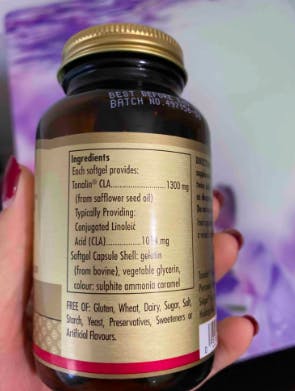 BEST BEFORE
BATCH NO.
Ingredients
Each softgel provides:
Tonalin® CLA.......................1300 mg
(from safflower seed oil)
Typically Providing:
Conjugated Linoleic
Acid (CLA)....................mg
Softgel Capsule Shell: gelatin
(from bovine), vegetable glycerin,
colour: sulphite ammonia caramel
FREE OF: Gluten, Wheat, Dairy, Sugar, Salt,
Starch, Yeast, Preservatives, Sweeteners or
Artificial Flavours.